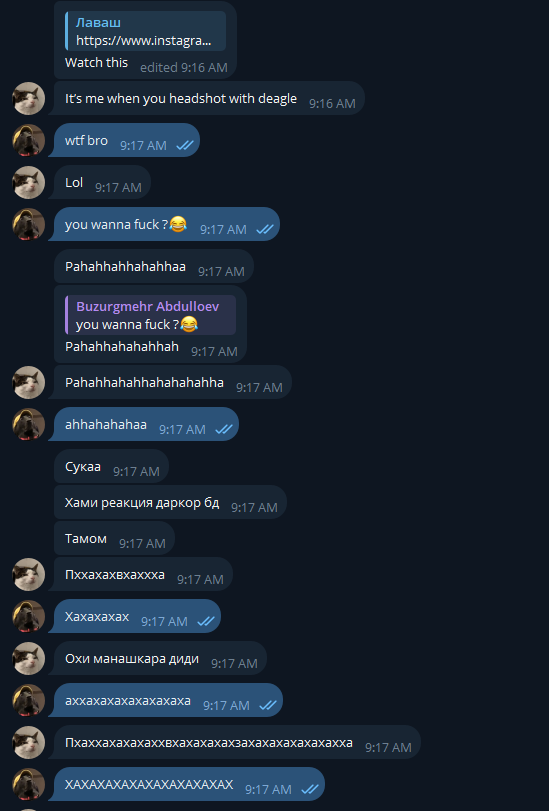 Лаваш
https://www.instagra...
Watch this edited 9:16 AM
It's me when you headshot with deagle 9:16 AM
wtf bro 9:17 AM
Lol 9:17 AM
you wanna fuck ?😂 9:17 AM
Pahahhahhahahhaa 9:17 AM
Buzurgmehr Abdulloev
you wanna fuck ?😂
Pahahhahahahhah 9:17 AM
Pahahhahahhahahahahha 9:17 AM
ahhahahahaa 9:17 AM
Сукаа 9:17 AM
Хами реакция даркор бд 9:17 AM
Тамом 9:17 AM
Пххахахвхаххха 9:17 AM
Хахахахах 9:17 AM
Охи манашкара диди 9:17 AM
аххахахахахахахаха 9:17 AM
Пхаххахахахаххвхахахахахзахахахахахахахха 9:17 AM
ХАХАХАХАХАХАХАХАХАХАХ 9:17 AM